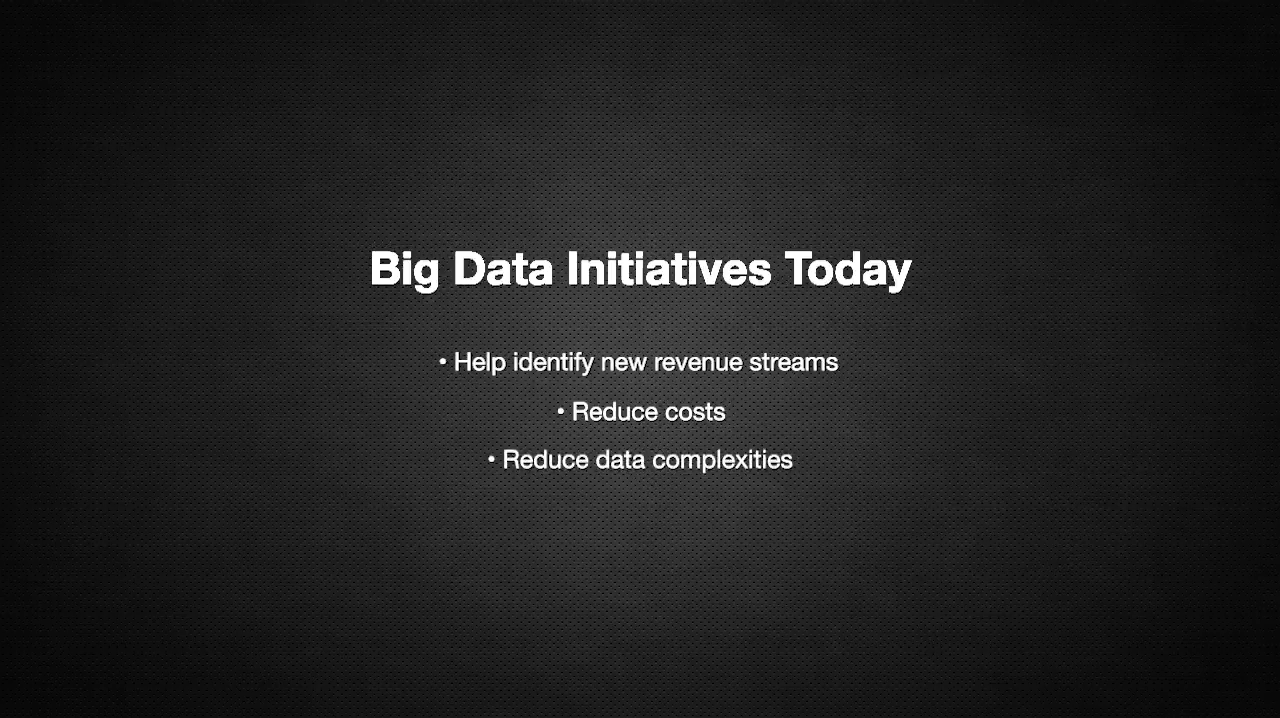 Big Data Initiatives Today
• Help identify new revenue streams
• Reduce costs
• Reduce data complexities